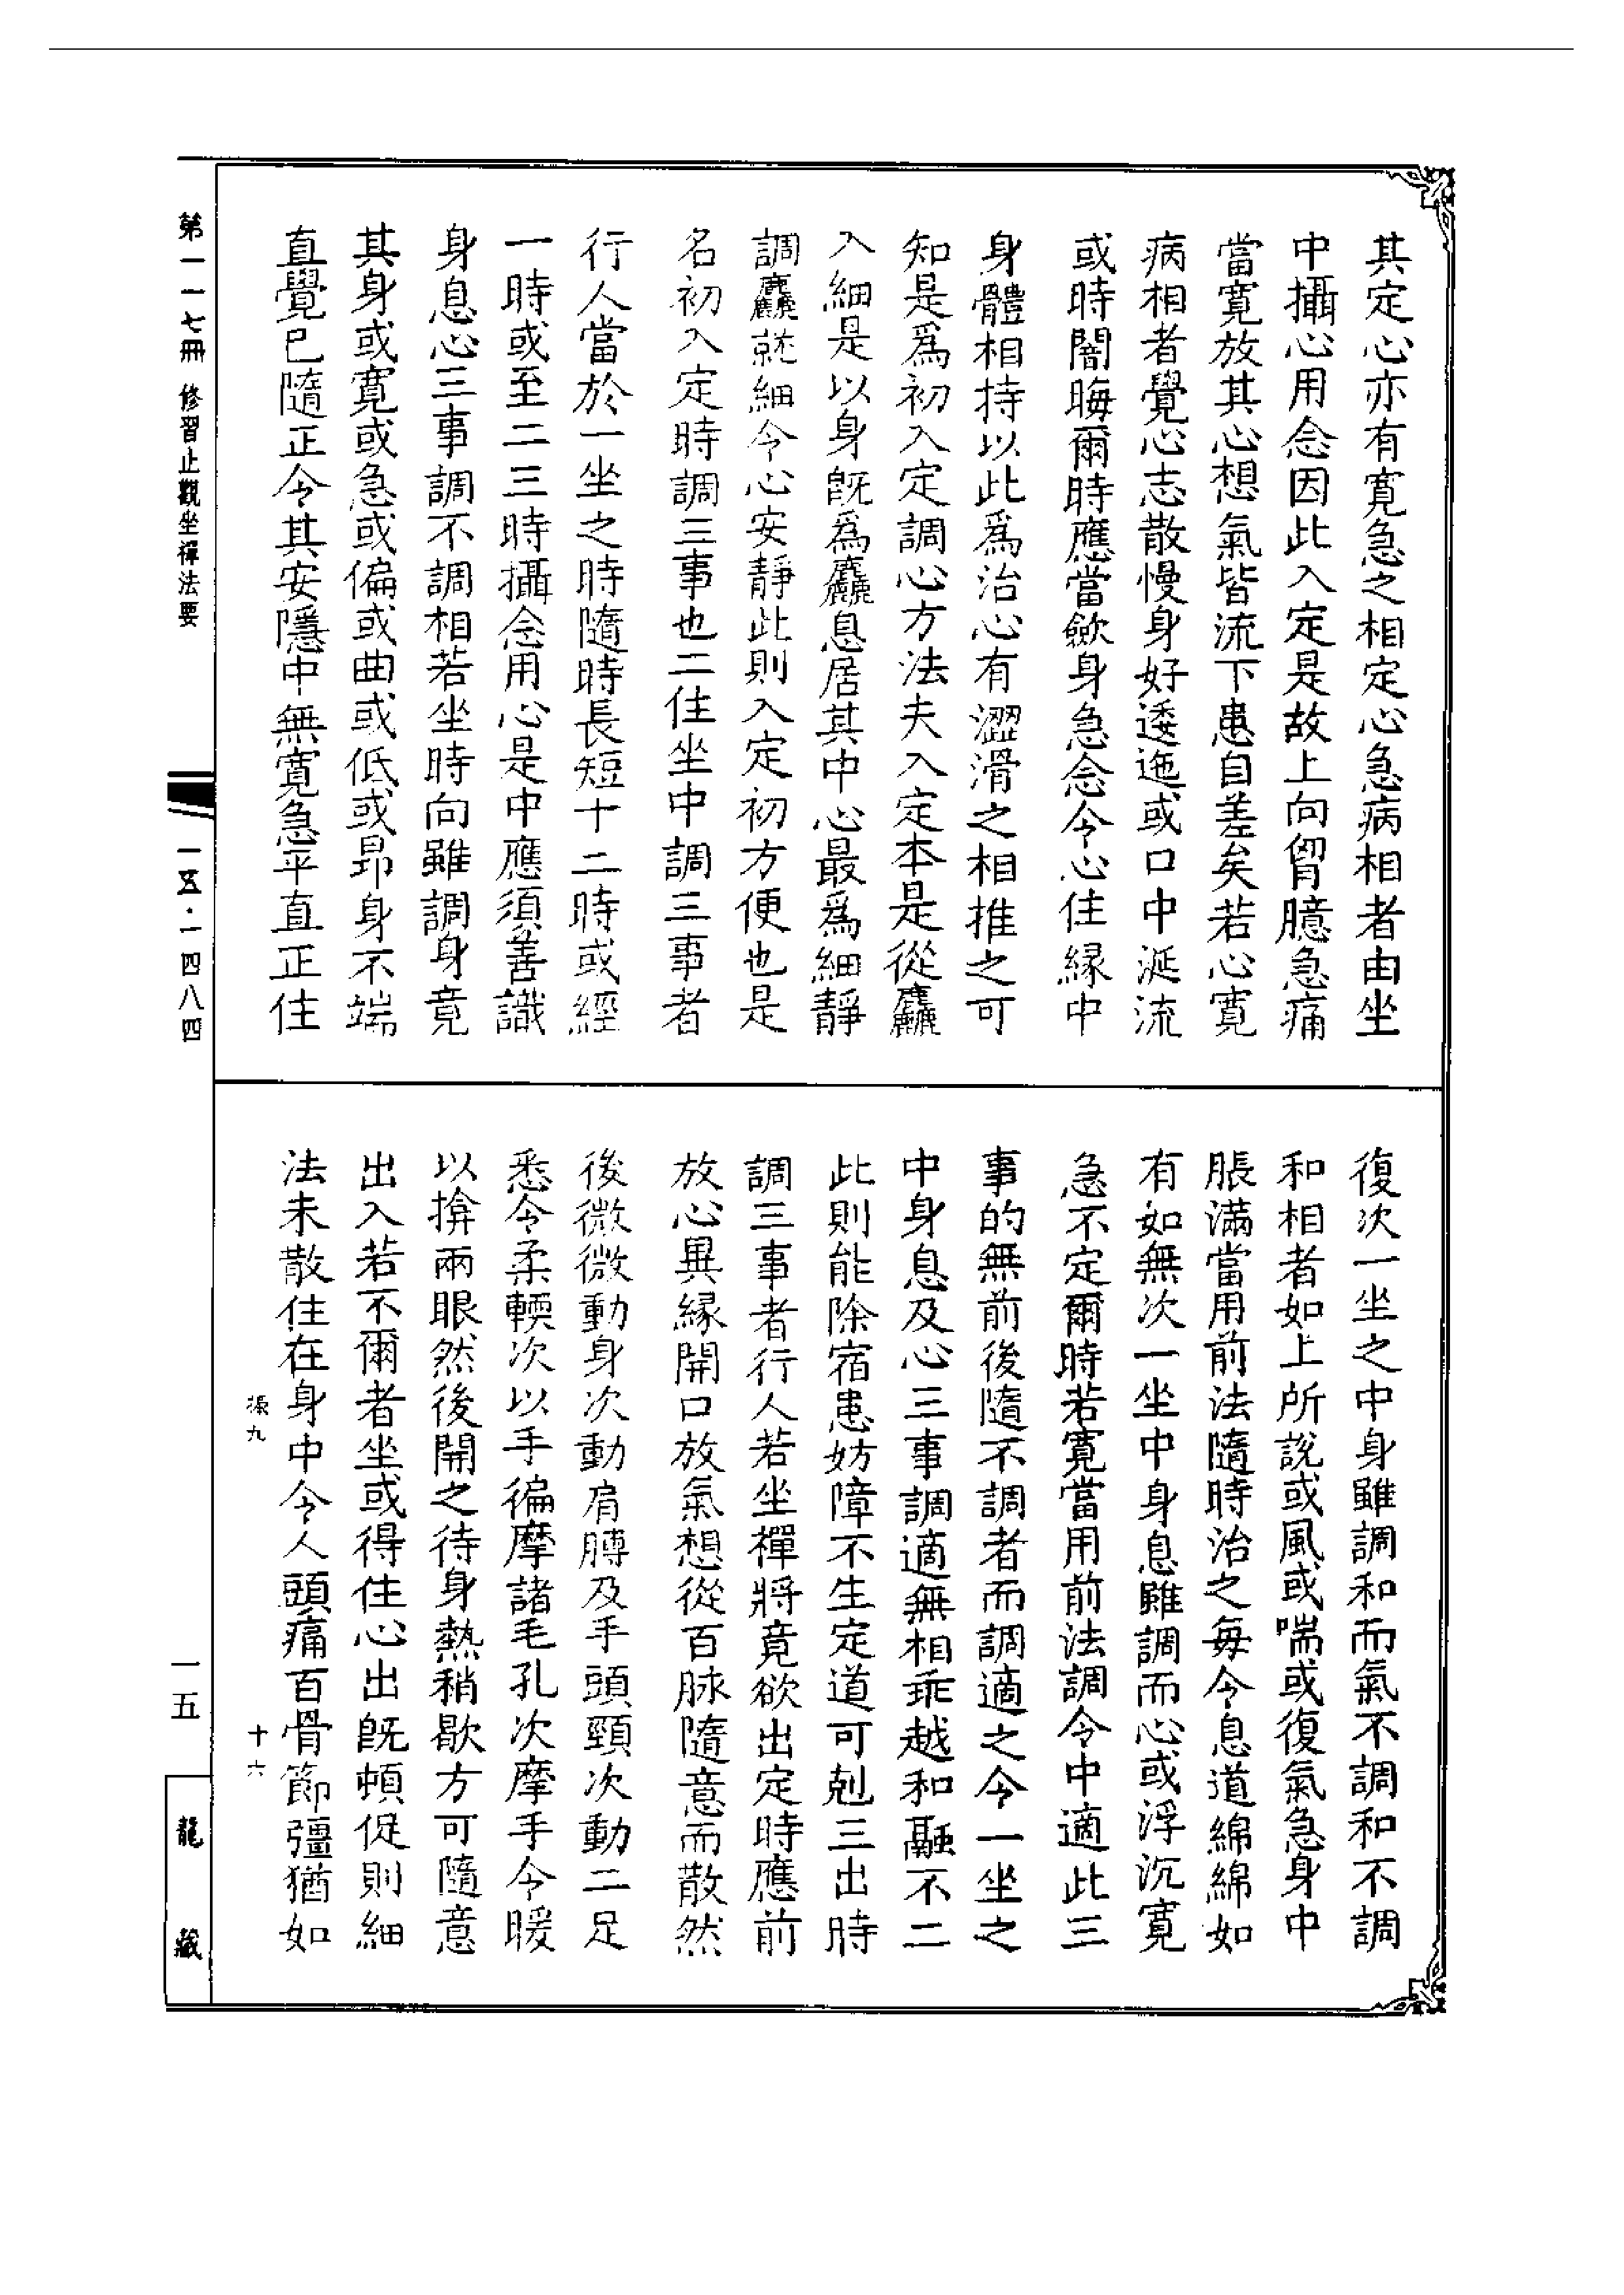 其定心亦有寛急之相定心急病相者由坐
中攝心用念因此入定是故上向胷臆急痛
當寛放其心想氣皆流下患自差矣若心寛
病相者覺心志散慢身好逶迤或口中涎流
或時闇晦爾時應當歛身急念令心住緣中
身體相持以此爲治心有澀滑之相推之可
知是爲初入定調心方法夫入定本是從麤
入細是以身旣爲麤息居其中心最爲細靜
調麤就細令心安靜此則入定初方便也是
名初入定時調三事也二住坐中調三事者
行人當於一坐之時隨時長短十二時或經
一時或至二三時攝念用心是中應須善識
身息心三事調不調相若坐時向雖調身竟
其身或寛或急或偏或曲或低或昻身不端
直覺已隨正令其安隱中無寛急平直正住
復次一坐之中身雖調和而氣不調和不調
和相者如上所說或風或喘或復氣急身中
脹滿當用前法隨時治之每令息道綿綿如
有如無次一坐中身息雖調而心或浮沉寛
急不定爾時若寛當用前法調令中適此三
事的無前後隨不調者而調適之令一坐之
中身息及心三事調適無相乖越和融不二
此則能除宿患妨障不生定道可剋三出時
調三事者行人若坐禪將竟欲出定時應前
放心異緣開口放氣想從百脉隨意而散然
後微微動身次動肩膊及手頭頸次動二足
悉令柔輭次以手徧摩諸毛孔次摩手令暖
以揜兩眼然後開之待身熱稍歇方可隨意
出入若不爾者坐或得住心出旣頓促則細
法未散住在身中令人頭痛百骨節彊猶如
九
十六
第一一七冊 修習止觀坐禪法要
一五·一四八四
一五
龍藏